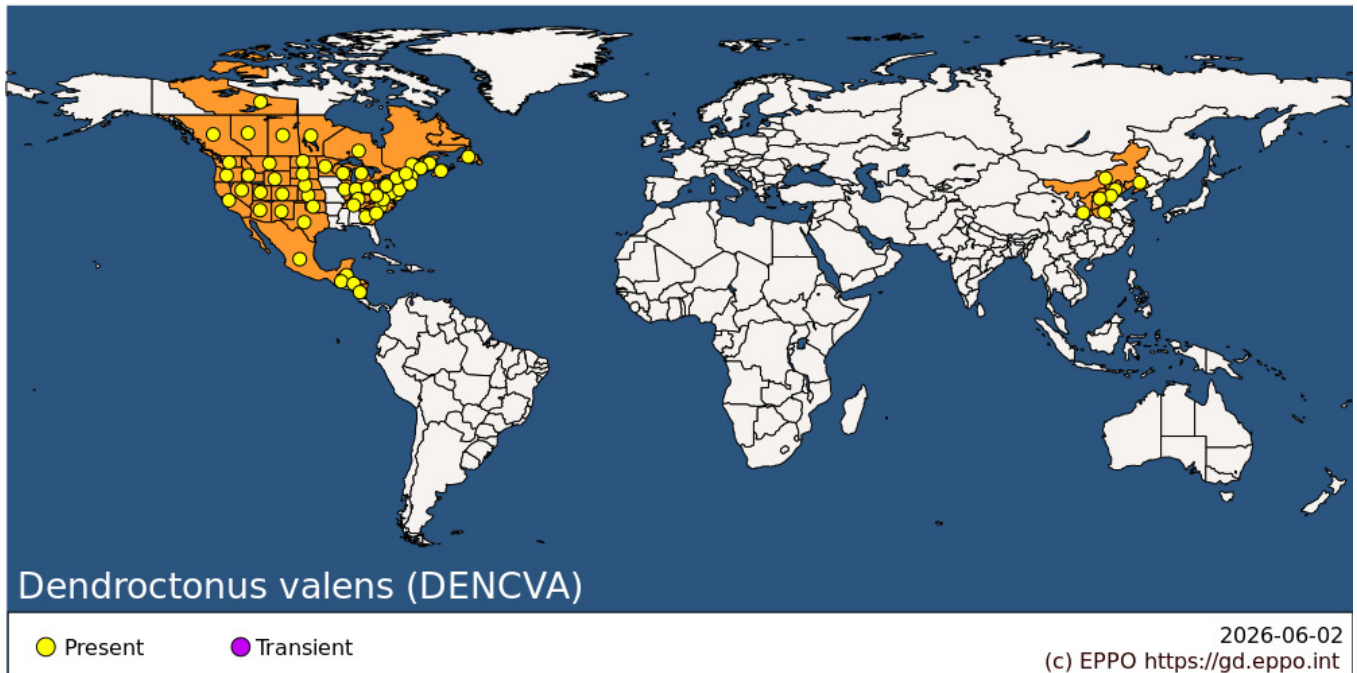 Dendroctonus valens (DENCVA)
Present
Transient
2026-06-02
(c) EPPO https://gd.eppo.int